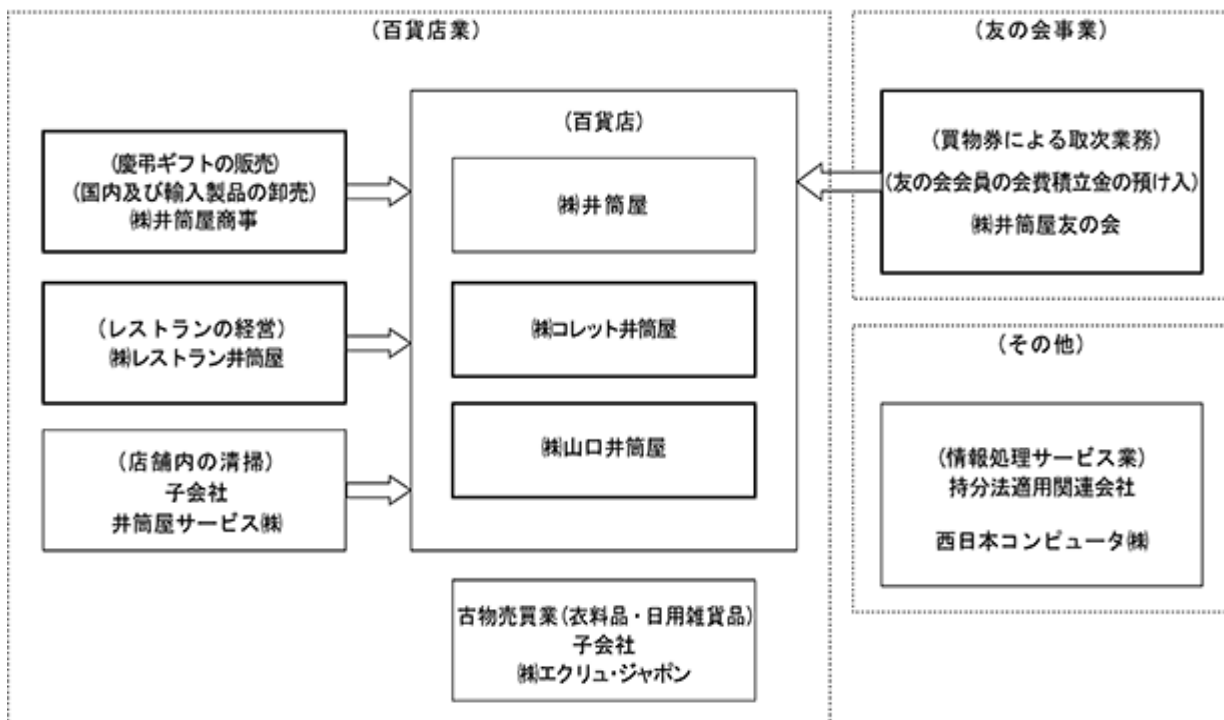 (百貨店業)
(慶弔ギフトの販売)
(国内及び輸入製品の卸売)
㈱井筒屋商事
(レストランの経営)
㈱レストラン井筒屋
(店舗内の清掃)
子会社
井筒屋サービス㈱
(百貨店)
㈱井筒屋
㈱コレット井筒屋
㈱山口井筒屋
古物売買業(衣料品・日用雑貨品)
子会社
㈱エクリュ・ジャポン
(友の会事業)
(買物券による取次業務)
(友の会会員の会費積立金の預け入)
㈱井筒屋友の会
(その他)
(情報処理サービス業)
持分法適用関連会社
西日本コンピュータ㈱